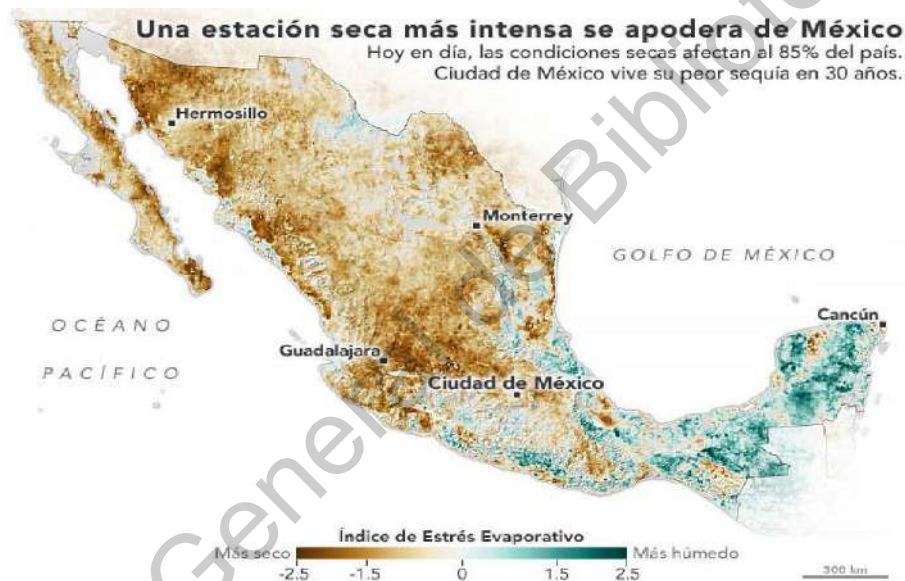 Una estación seca más intensa se apodera de México
Hoy en día, las condiciones secas afectan al 85% del país.
Ciudad de México vive su peor sequía en 30 años.
Hermosillo
Monterrey
GOLFO DE MÉXICO
Cancún
OCÉANO
PACÍFICO
Guadalajara
Ciudad de México
Índice de Estrés Evaporativo
Más seco
Más húmedo
-2.5 -1.5 0 1.5 2.5
300 km
General de Bibliote